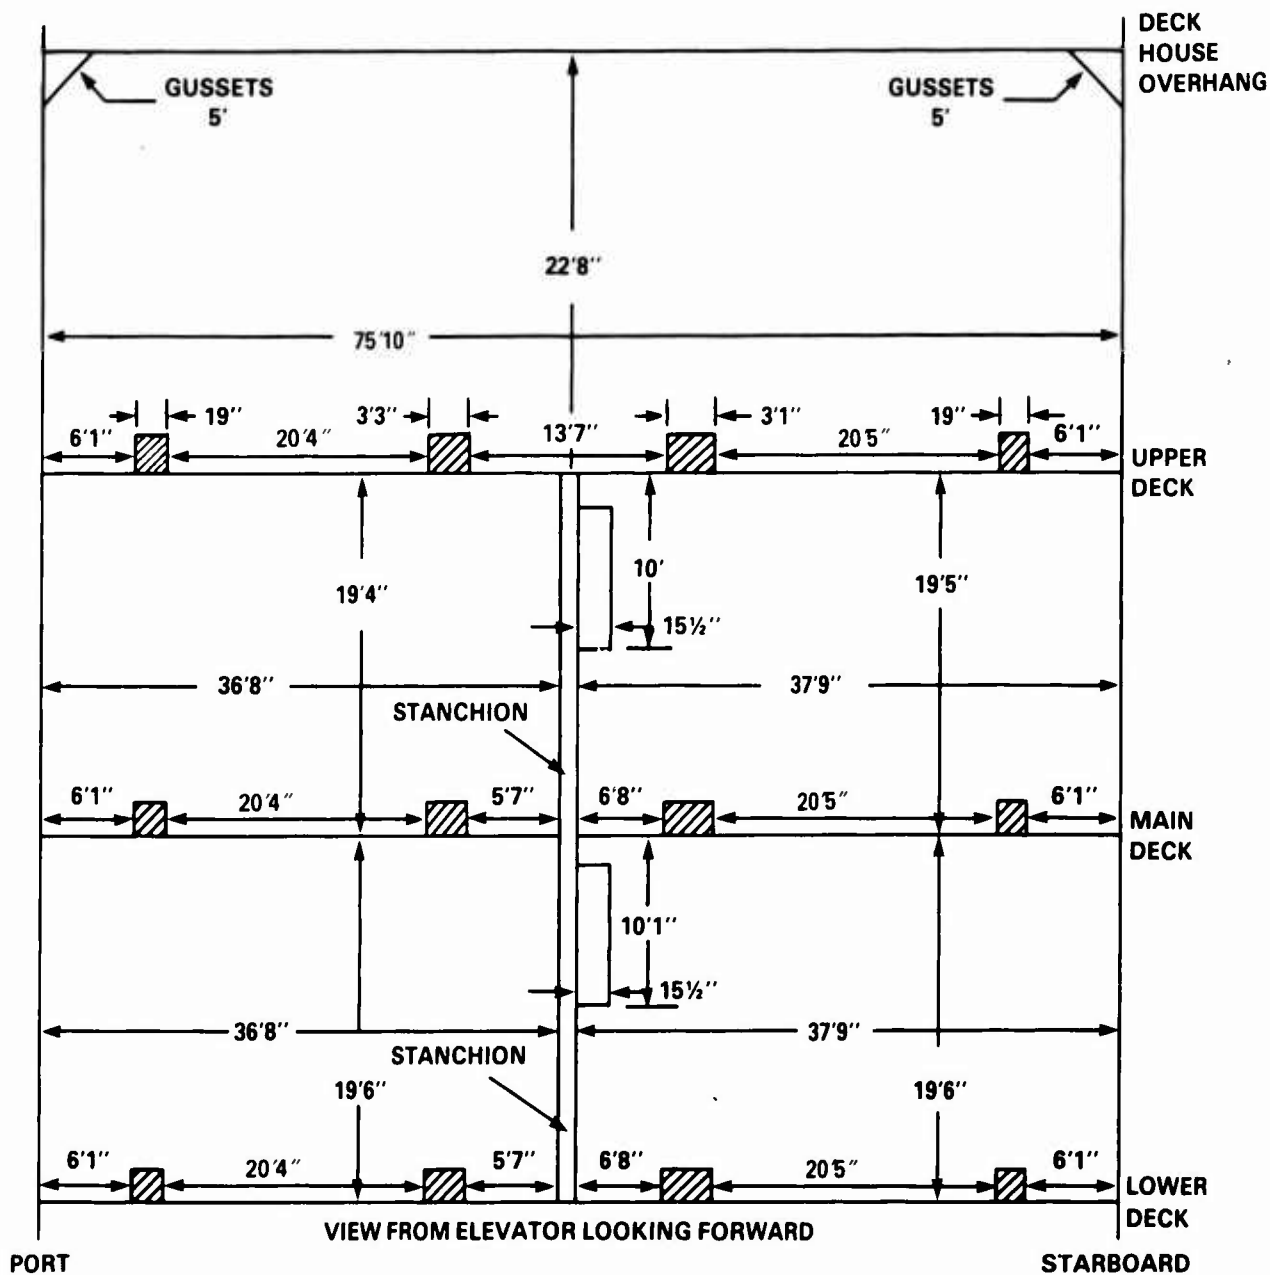 DECK
HOUSE
OVERHANG
GUSSETS
5'
GUSSETS
5'
22'8''
75'10"
19''
3'3''
3'1''
19''
6'1''
20'4"
13'7''
20'5"
6'1''
UPPER
DECK
10'
19'4''
19'5''
15½''
36'8''
37'9''
STANCHION
6'1''
20'4"
5'7''
6'8''
20'5"
6'1''
MAIN
DECK
10'1''
15½''
36'8''
37'9''
STANCHION
19'6''
19'6''
6'1''
20'4"
5'7''
6'8''
20'5"
6'1''
LOWER
DECK
VIEW FROM ELEVATOR LOOKING FORWARD
PORT
STARBOARD